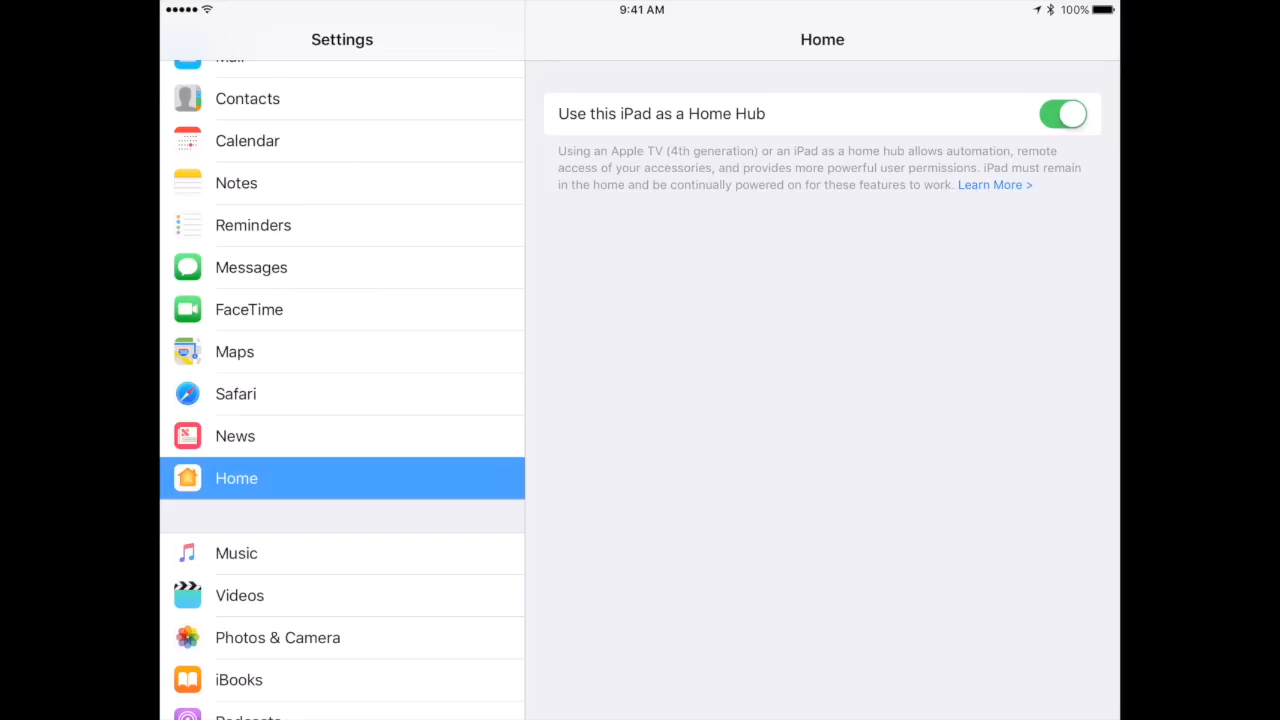 9:41 AM
100%
Settings
Home
Mail
Contacts
Calendar
Notes
Reminders
Messages
FaceTime
Maps
Safari
News
Home
Music
Videos
Photos & Camera
iBooks
Podcasts
Use this iPad as a Home Hub
Using an Apple TV (4th generation) or an iPad as a home hub allows automation, remote
access of your accessories, and provides more powerful user permissions. iPad must remain
in the home and be continually powered on for these features to work. Learn More >